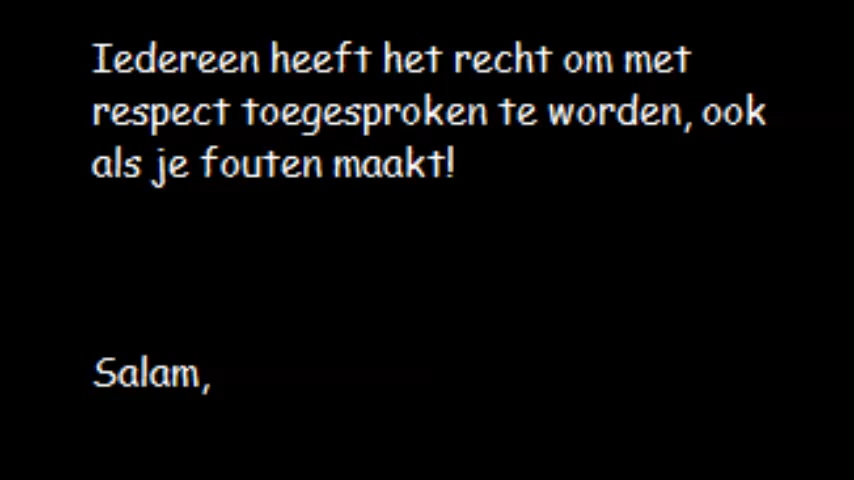 Iedereen heeft het recht om met
respect toegesproken te worden, ook
als je fouten maakt!
Salam,